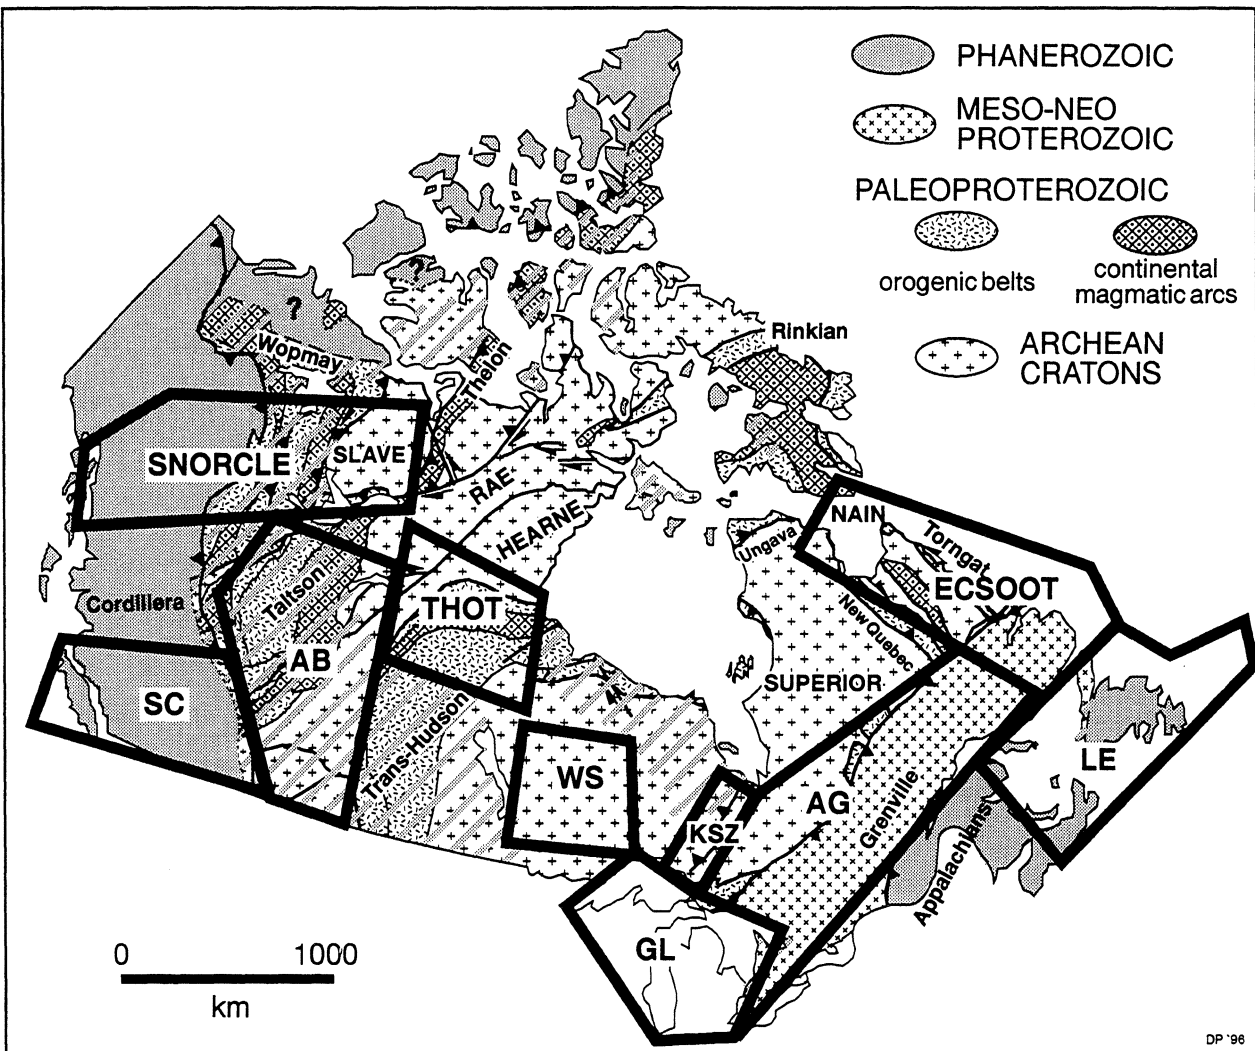 PHANEROZOIC
MESO-NEO
PROTEROZOIC
PALEOPROTEROZOIC
orogenic belts
continental
magmatic arcs
ARCHEAN
CRATONS
?
?
Wopmay
Thelon
Rinkian
SNORCLE
SLAVE
RAE
HEARNE
NAIN
Ungava
Torngat
ECSOOT
Cordillera
Taltson
THOT
New Quebec
AB
SUPERIOR
SC
Trans-Hudson
WS
KSZ
AG
Grenville
LE
Appalachians
GL
0 1000
km
DP '96